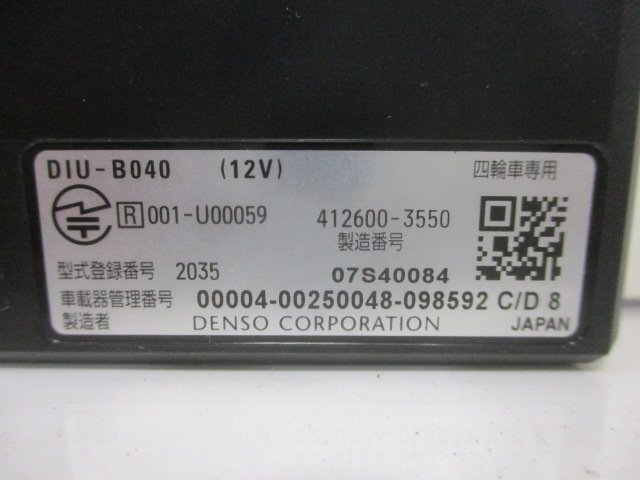 DIU-B040 (12V) 四輪車専用
R 001-U00059 412600-3550
製造番号
型式登録番号 2035 07S40084
車載器管理番号 00004-00250048-098592 C/D 8
製造者 DENSO CORPORATION JAPAN